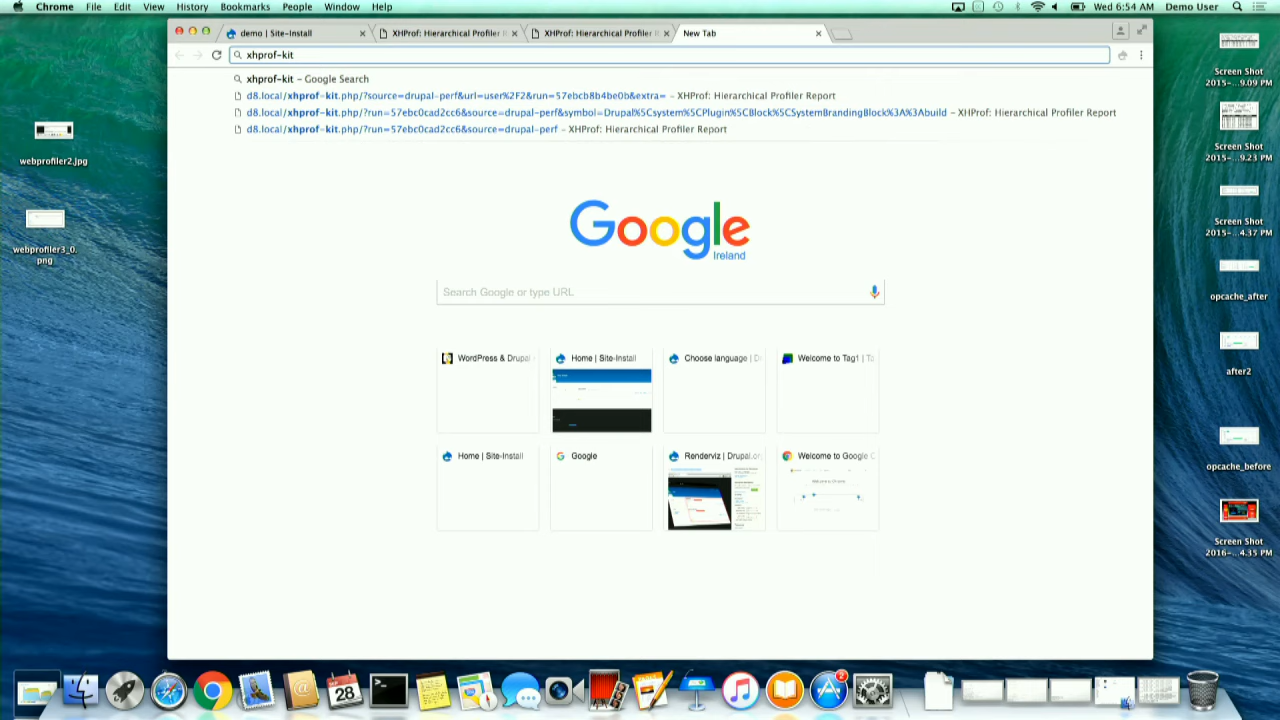 Chrome File Edit View History Bookmarks People Window Help Wed 6:54 AM Demo User
demo | Site-Install XHProf: Hierarchical Profiler XHProf: Hierarchical Profiler New Tab
xhprof-kit
xhprof-kit – Google Search
d8.local/xhprof-kit.php/?source=drupal-perf&url=user%2F2&run=57ebcb8b4be0b&extra= – XHProf: Hierarchical Profiler Report
d8.local/xhprof-kit.php/?run=57ebc0cad2cc6&source=drupal-perf&symbol=Drupal%5Csystem%5CPlugin%5CBlock%5CSystemBrandingBlock%3A%3Abuild – XHProf: Hierarchical Profiler Report
d8.local/xhprof-kit.php/?run=57ebc0cad2cc6&source=drupal-perf – XHProf: Hierarchical Profiler Report
Google
Ireland
Search Google or type URL
WordPress & Drupal Home | Site-Install Choose language | D Welcome to Tag1 | Ta
Home | Site-Install Google Renderviz | Drupal.or Welcome to Google C
webprofiler2.jpg
webprofiler3_0.
png
Screen Shot
2015-...9.09 PM
Screen Shot
2015-...9.23 PM
Screen Shot
2015-...4.37 PM
opcache_after
after2
opcache_before
Screen Shot
2016-...4.35 PM
SEP
28
2